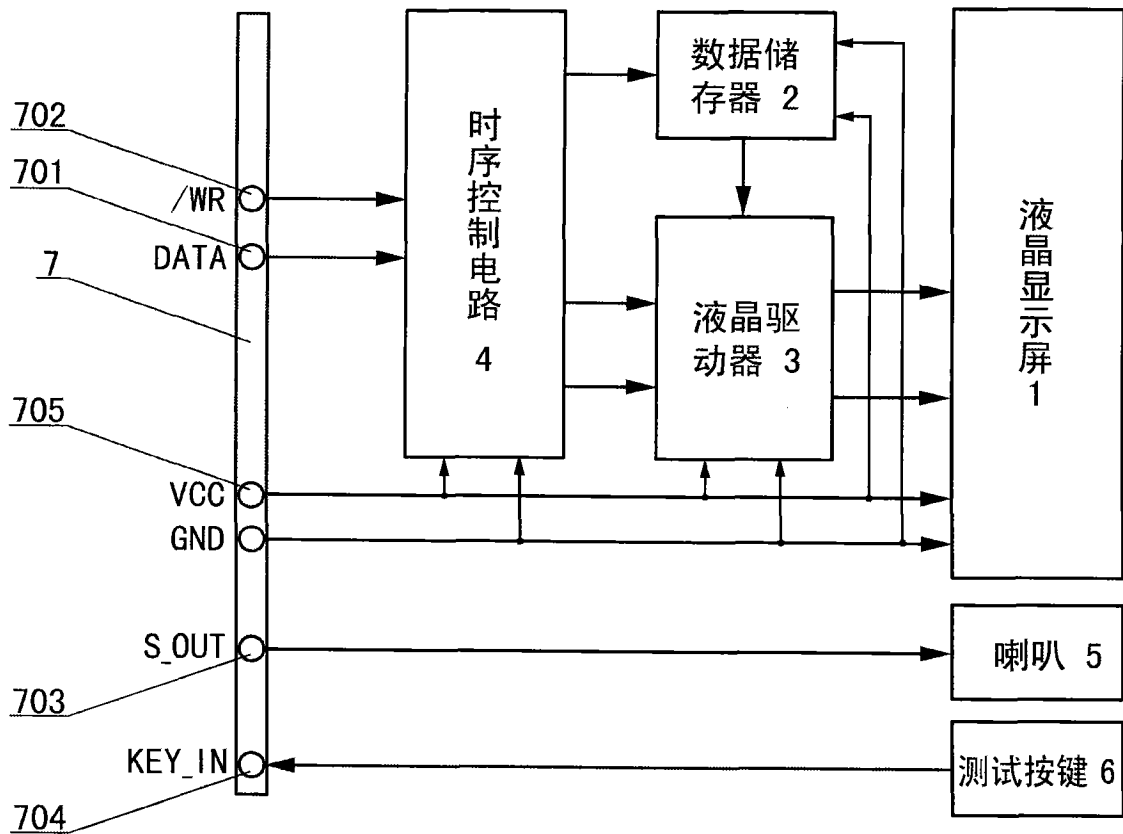 702
701
/WR
DATA
7
705
VCC
GND
S_OUT
703
KEY_IN
704
时序控制电路 4
数据储
存器 2
液晶驱
动器 3
液晶显示屏 1
喇叭 5
测试按键 6